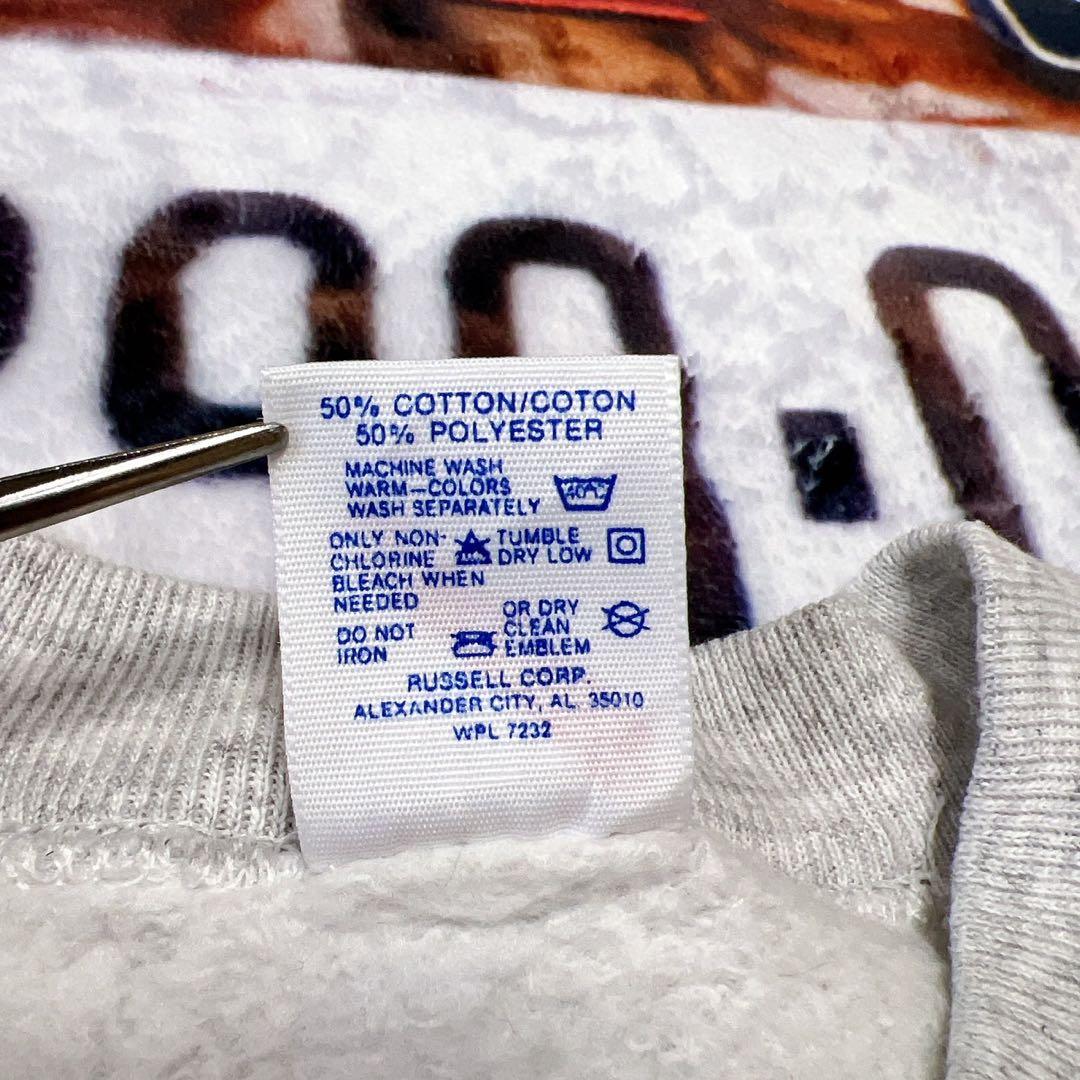 50% COTTON/COTON
50% POLYESTER
MACHINE WASH
WARM-COLORS
WASH SEPARATELY
40°
ONLY NON-
CHLORINE
BLEACH WHEN
NEEDED
TUMBLE
DRY LOW
DO NOT
IRON
OR DRY
CLEAN
EMBLEM
RUSSELL CORP.
ALEXANDER CITY, AL 35010
WPL 7232